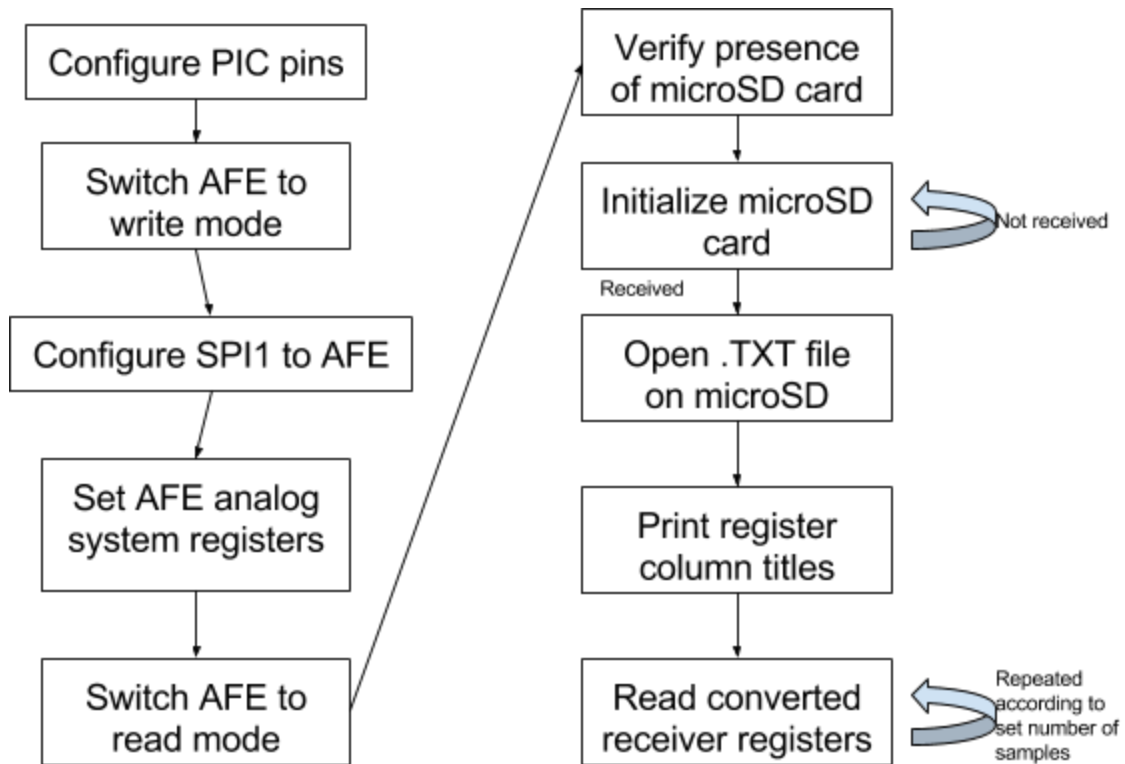 Configure PIC pins
Switch AFE to
write mode
Configure SPI1 to AFE
Set AFE analog
system registers
Switch AFE to
read mode
Verify presence
of microSD card
Initialize microSD
card
Not received
Received
Open .TXT file
on microSD
Print register
column titles
Read converted
receiver registers
Repeated
according to
set number of
samples